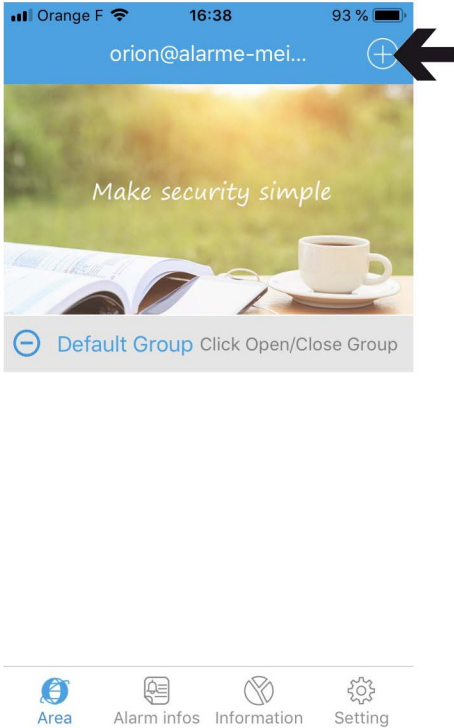 Orange F 16:38 93 %
orion@alarme-mei...
Make security simple
Default Group Click Open/Close Group
Area Alarm infos Information Setting